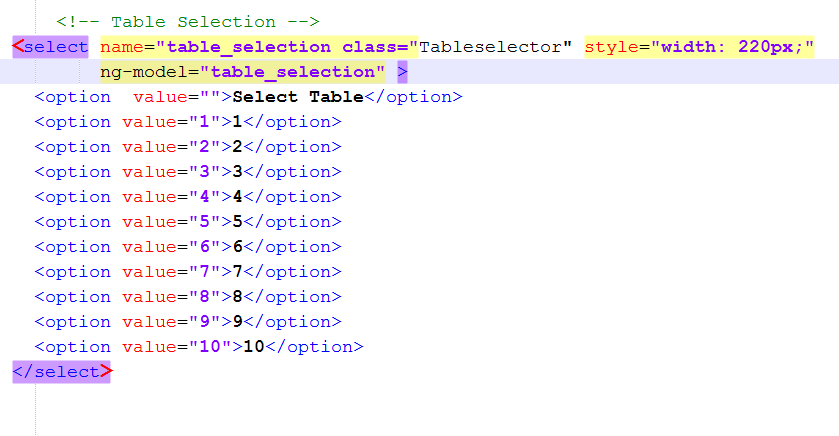 <!-- Table Selection -->
<select name="table_selection class="Tableselector" style="width: 220px;"
ng-model="table_selection" >
<option  value="">Select Table</option>
<option value="1">1</option>
<option value="2">2</option>
<option value="3">3</option>
<option value="4">4</option>
<option value="5">5</option>
<option value="6">6</option>
<option value="7">7</option>
<option value="8">8</option>
<option value="9">9</option>
<option value="10">10</option>
</select>